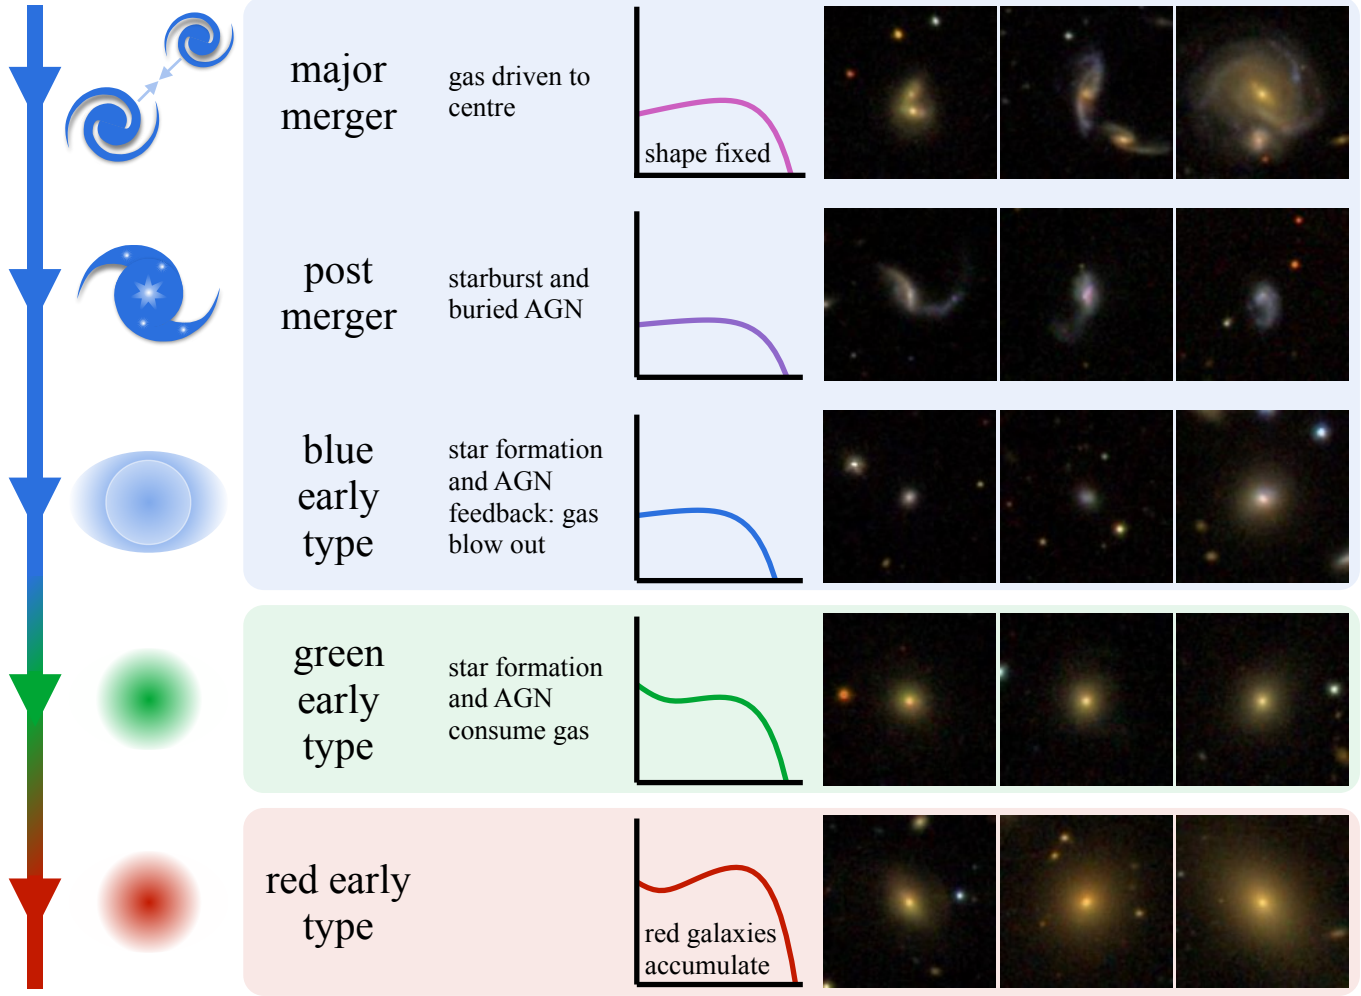 major
merger
gas driven to
centre
shape fixed
post
merger
starburst and
buried AGN
blue
early
type
star formation
and AGN
feedback: gas
blow out
green
early
type
star formation
and AGN
consume gas
red early
type
red galaxies
accumulate